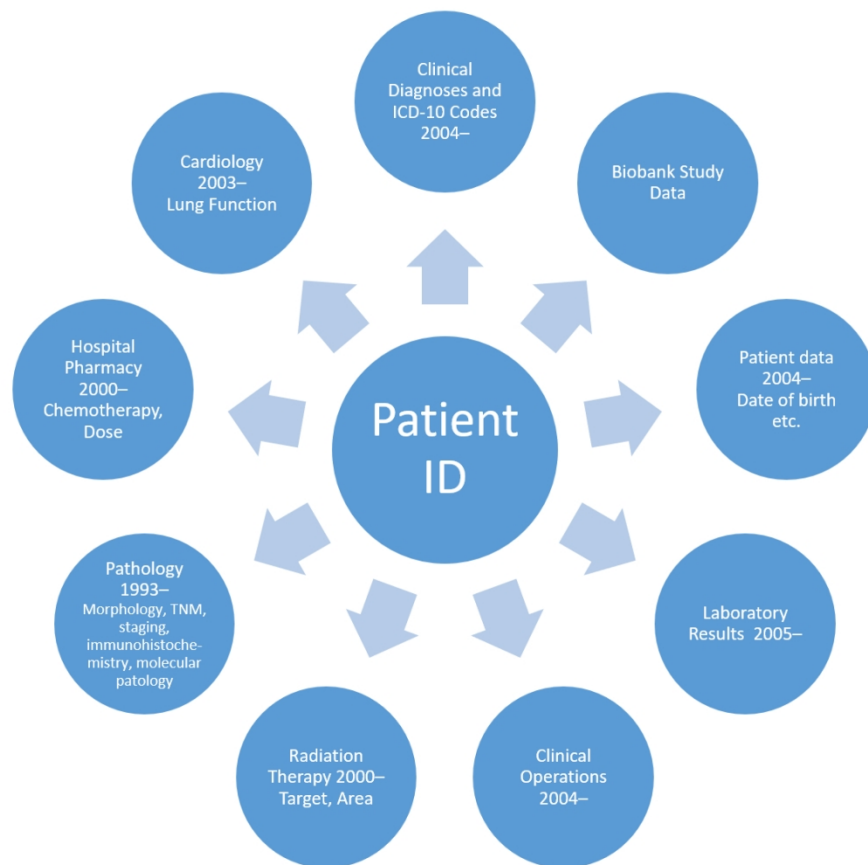 Clinical
Diagnoses and
ICD-10 Codes
2004–
Biobank Study
Data
Patient data
2004–
Date of birth
etc.
Laboratory
Results 2005–
Clinical
Operations
2004–
Radiation
Therapy 2000–
Target, Area
Pathology
1993–
Morphology, TNM,
staging,
immunohistoche-
mistry, molecular
patology
Hospital
Pharmacy
2000–
Chemotherapy,
Dose
Cardiology
2003–
Lung Function
Patient
ID